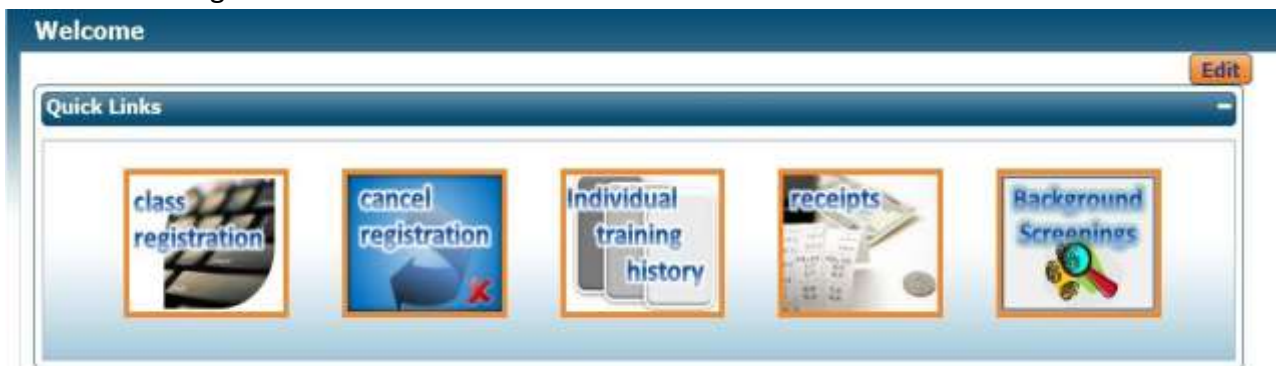 Welcome
Edit
Quick Links
class
registration
cancel
registration
Individual
training
history
receipts
Background
Screenings